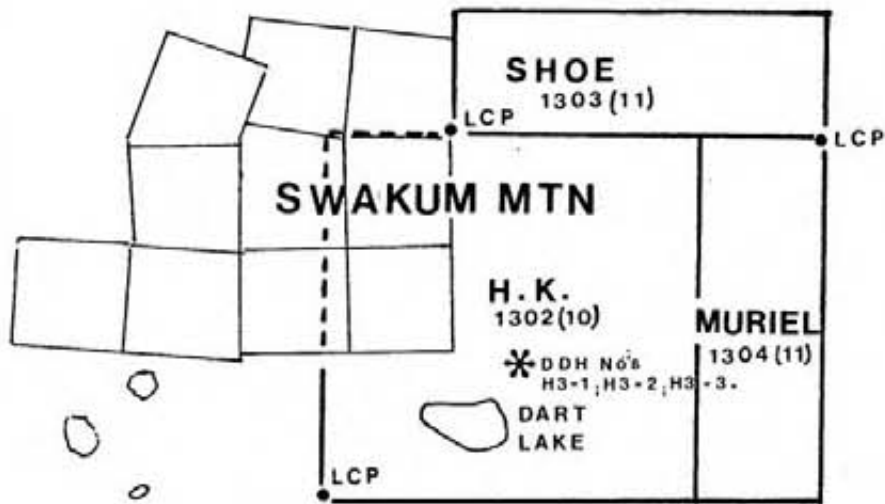 SHOE
1303 (11)
LCP
LCP
SWAKUM MTN
H.K.
1302 (10)
MURIEL
1304 (11)
DDH No's
H3-1, H3-2, H3-3.
DART
LAKE
LCP